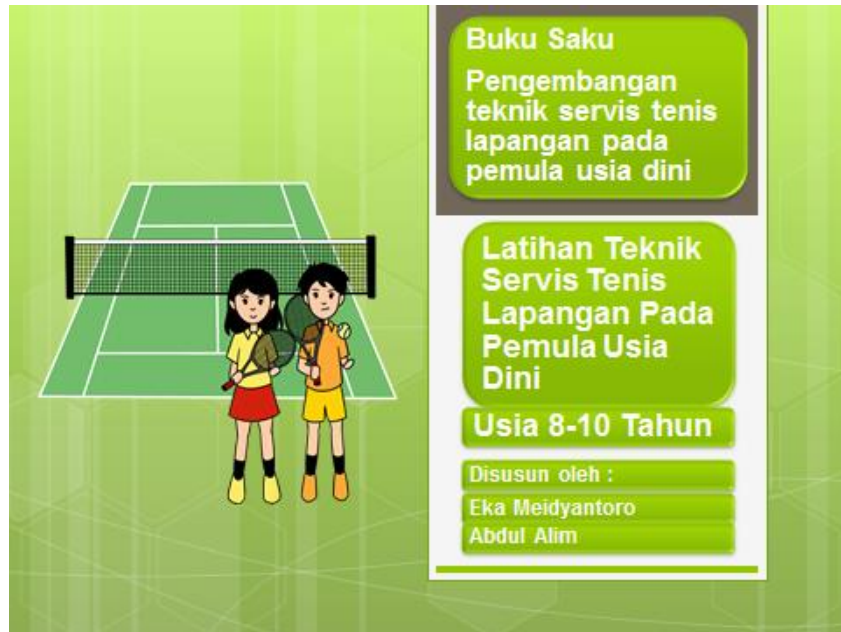 Buku Saku
Pengembangan
teknik servis tenis
lapangan pada
pemula usia dini
Latihan Teknik
Servis Tenis
Lapangan Pada
Pemula Usia
Dini
Usia 8-10 Tahun
Disusun oleh :
Eka Meidyantoro
Abdul Alim